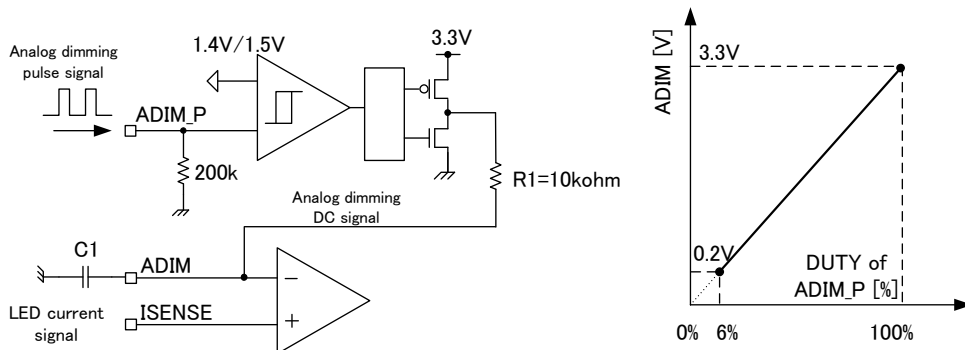 Analog dimming
pulse signal
1.4V/1.5V
3.3V
ADIM_P
200k
R1=10kohm
Analog dimming
DC signal
C1
ADIM
LED current
signal
ISENSE
−
+
ADIM [V]
3.3V
0.2V
DUTY of
ADIM_P [%]
0% 6% 100%